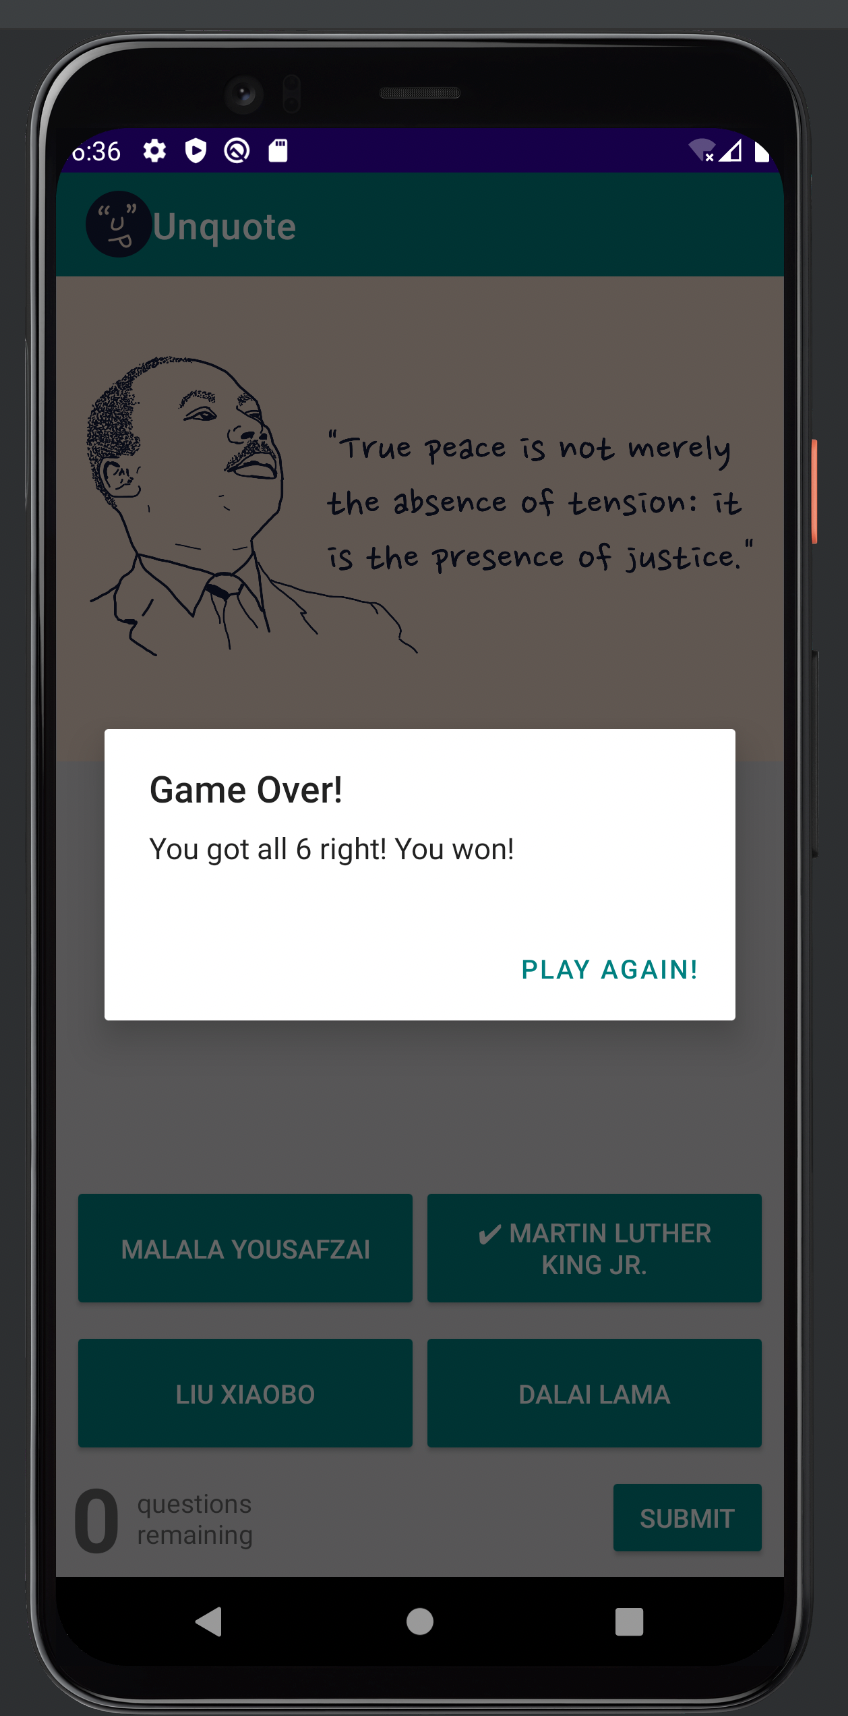 6:36
“U”
P
Unquote
"True peace is not merely
the absence of tension: it
is the presence of justice."
Game Over!
You got all 6 right! You won!
PLAY AGAIN!
MALALA YOUSAFZAI
✔ MARTIN LUTHER
KING JR.
LIU XIAOBO
DALAI LAMA
0
questions
remaining
SUBMIT